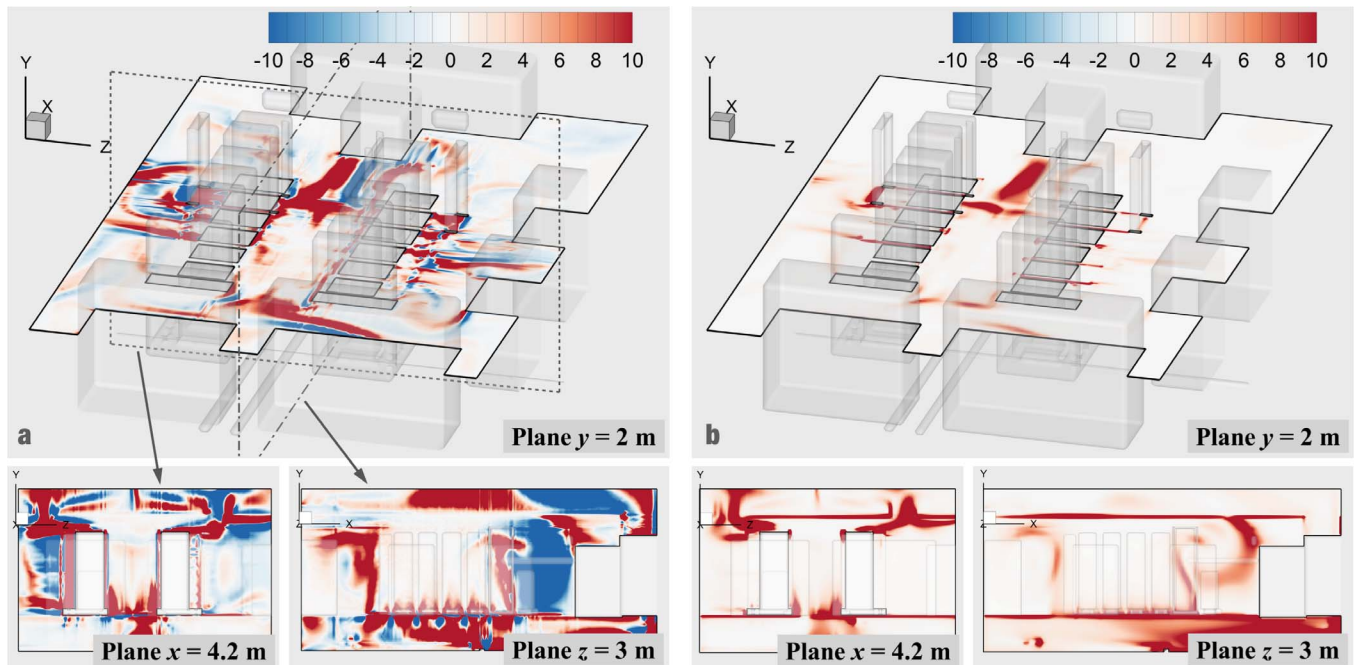 -10 -8 -6 -4 -2 0 2 4 6 8 10
Y
X
Z
a
Plane y = 2 m
Y
X
Z
Plane x = 4.2 m
Y
Z
X
Plane z = 3 m
-10 -8 -6 -4 -2 0 2 4 6 8 10
Y
X
Z
b
Plane y = 2 m
Y
X
Z
Plane x = 4.2 m
Y
Z
X
Plane z = 3 m